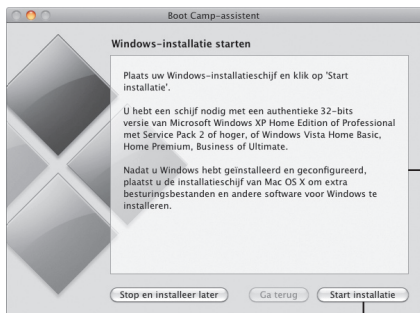 Boot Camp-assistent
Windows-installatie starten
Plaats uw Windows-installatieschijf en klik op 'Start
installatie'.
U hebt een schijf nodig met een authentieke 32-bits
versie van Microsoft Windows XP Home Edition of Professional
met Service Pack 2 of hoger, of Windows Vista Home Basic,
Home Premium, Business of Ultimate.
Nadat u Windows hebt geïnstalleerd en geconfigureerd,
plaatst u de installatieschijf van Mac OS X om extra
besturingsbestanden en andere software voor Windows te
installeren.
Stop en installeer later
Ga terug
Start installatie